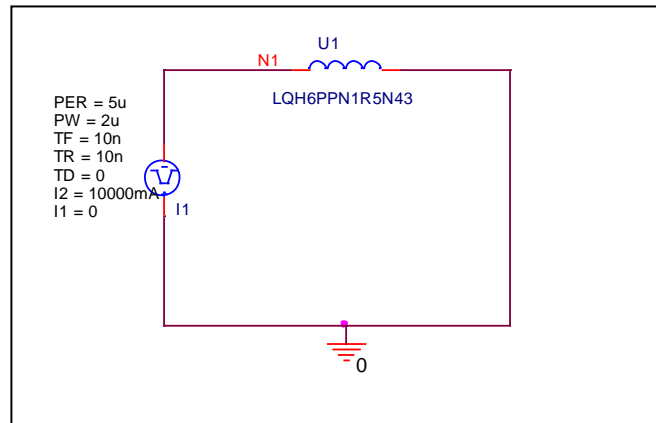 U1
N1
LQH6PPN1R5N43
PER = 5u
PW = 2u
TF = 10n
TR = 10n
TD = 0
I2 = 10000mA
I1 = 0
I1
0